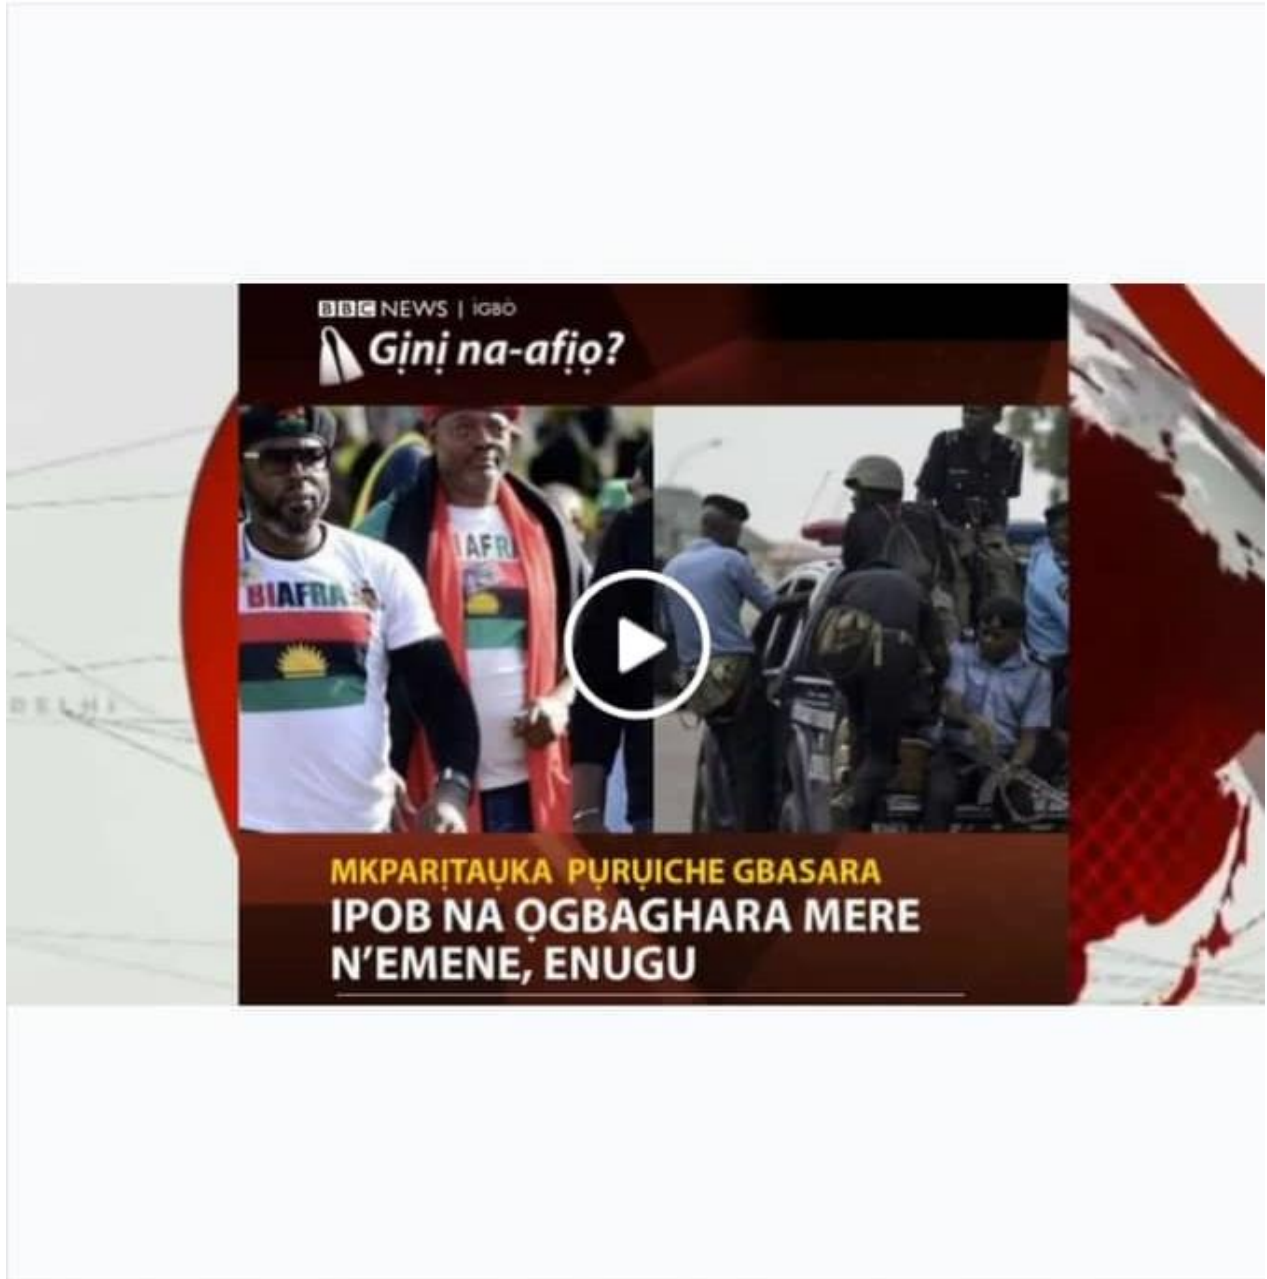 BBC NEWS | ÌGBÒ
Gịnị na-afịọ?
BIAFRA
IAFR
DELHI
MKPARỊTAỤKA PỤRỤICHE GBASARA
IPOB NA ỌGBAGHARA MERE
N'EMENE, ENUGU